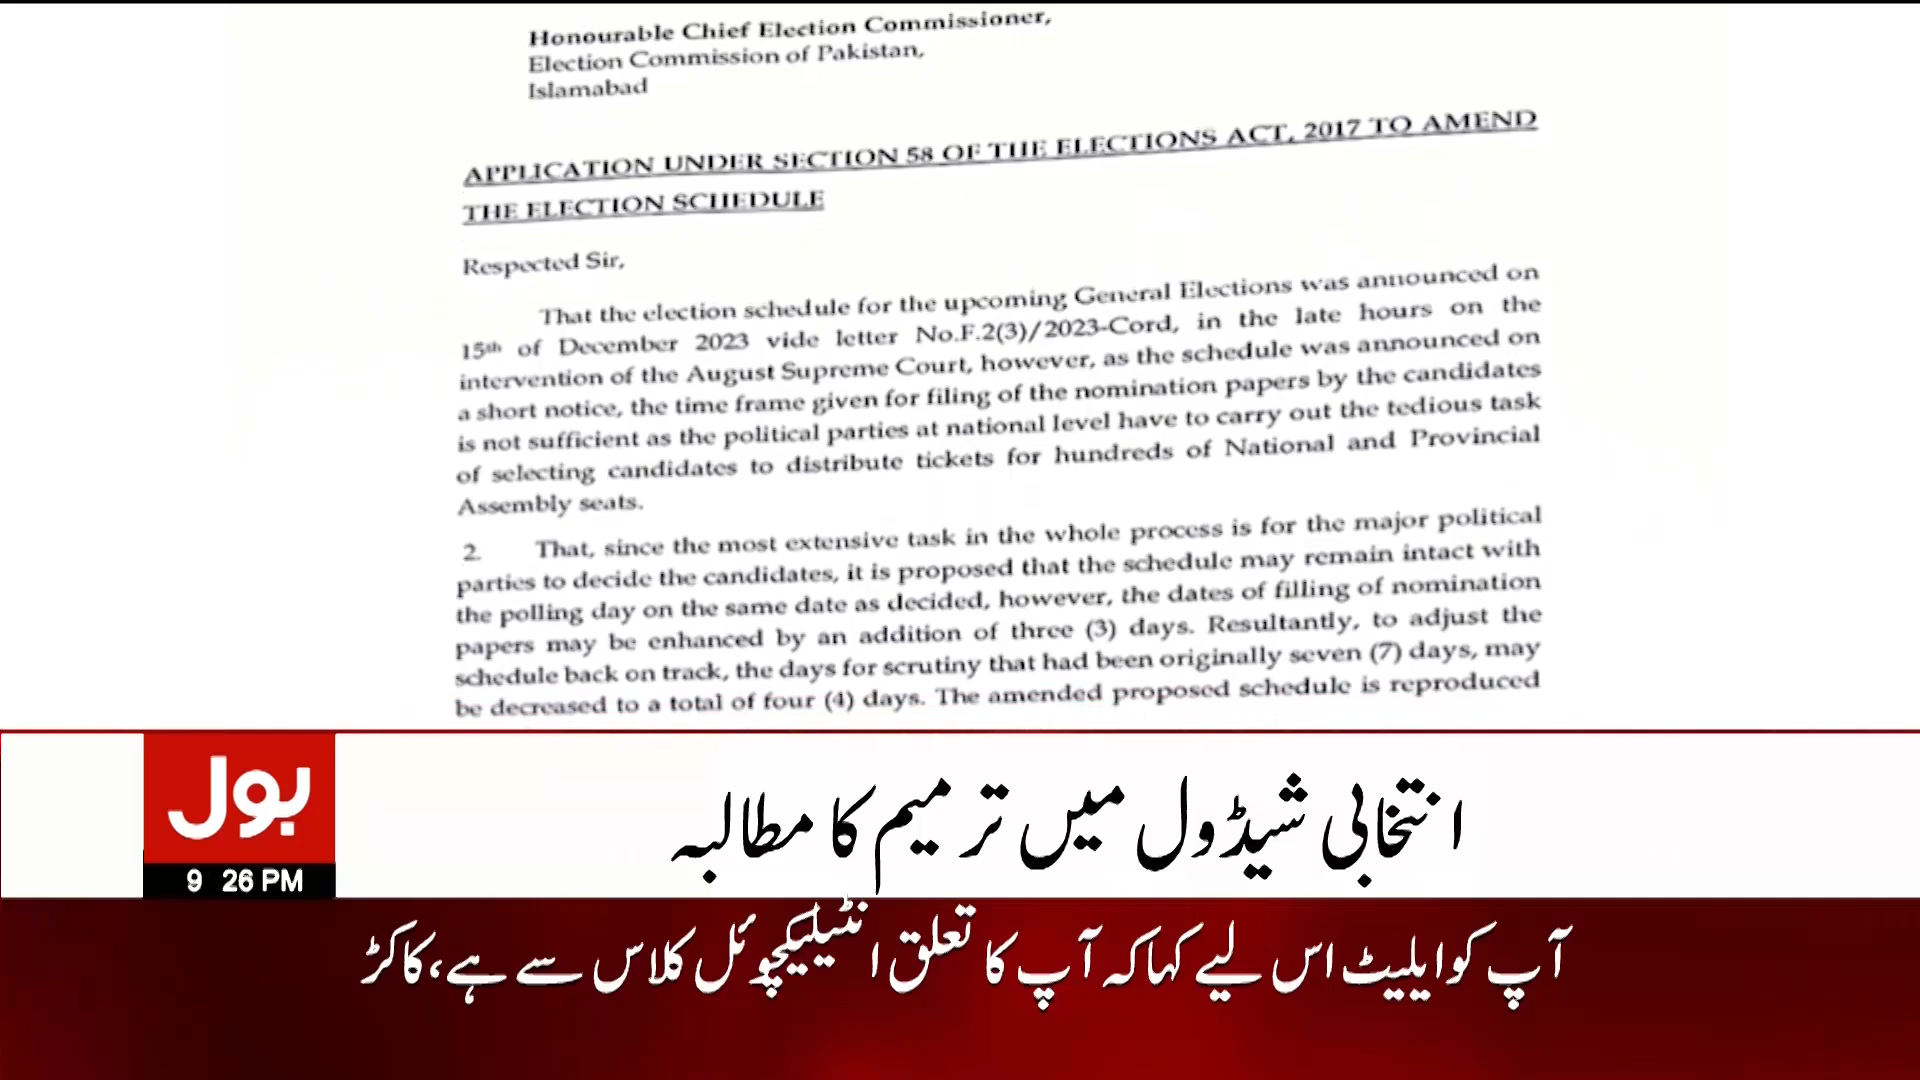 Honourable Chief Election Commissioner,
Election Commission of Pakistan,
Islamabad
APPLICATION UNDER SECTION 58 OF THE ELECTIONS ACT, 2017 TO AMEND
THE ELECTION SCHEDULE
Respected Sir,
That the election schedule for the upcoming General Elections was announced on
15th of December 2023 vide letter No.F.2(3)/2023-Cord, in the late hours on the
intervention of the August Supreme Court, however, as the schedule was announced on
a short notice, the time frame given for filing of the nomination papers by the candidates
is not sufficient as the political parties at national level have to carry out the tedious task
of selecting candidates to distribute tickets for hundreds of National and Provincial
Assembly seats.
2. That, since the most extensive task in the whole process is for the major political
parties to decide the candidates, it is proposed that the schedule may remain intact with
the polling day on the same date as decided, however, the dates of filling of nomination
papers may be enhanced by an addition of three (3) days. Resultantly, to adjust the
schedule back on track, the days for scrutiny that had been originally seven (7) days, may
be decreased to a total of four (4) days. The amended proposed schedule is reproduced
بول
9 26 PM
انتخابی شیڈول میں ترمیم کا مطالبہ
آپ کو ایلیٹ اس لیے کہا کہ آپ کا تعلق انٹیلیکچوئل کلاس سے ہے، کاکڑ